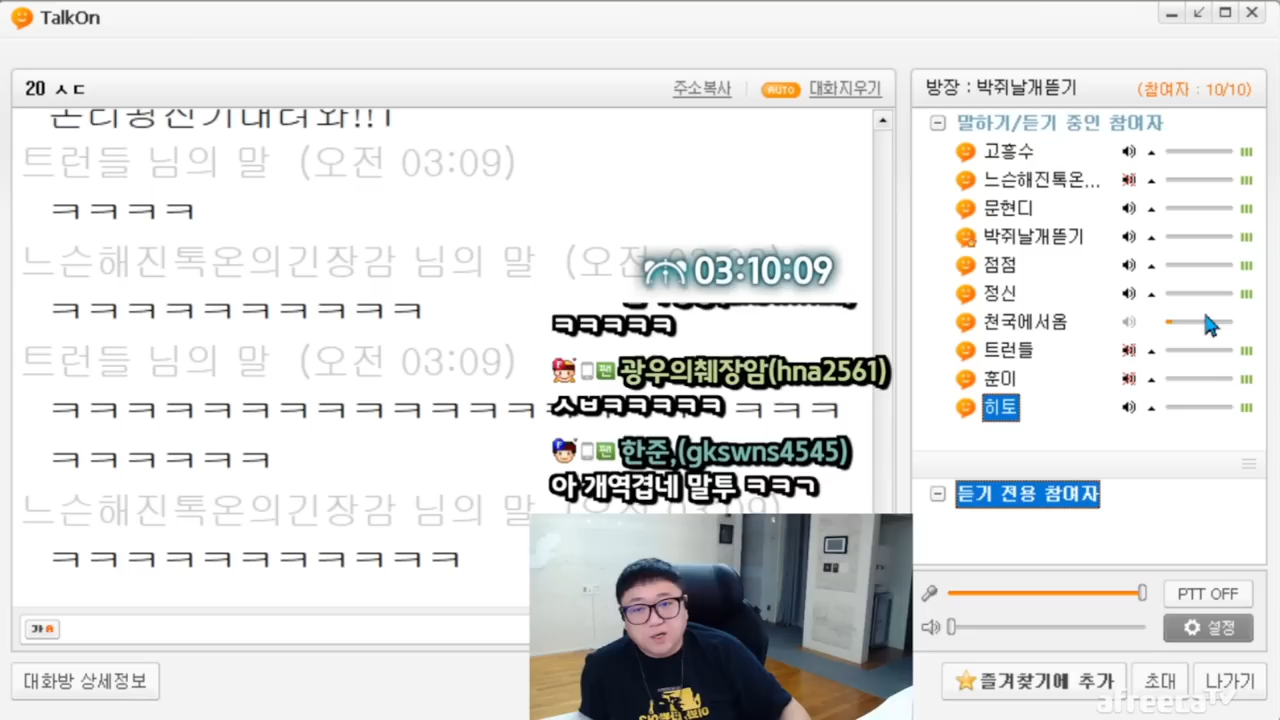 TalkOn
20 ㅅㄷ
주소복사
AUTO
대화지우기
트런들 님의 말 (오전 03:09)
ㅋㅋㅋㅋ
느슨해진톡온의긴장감 님의 말 (오전
ㅋㅋㅋㅋㅋㅋㅋㅋㅋㅋ
트런들 님의 말 (오전 03:09)
ㅋㅋㅋㅋㅋㅋ
느슨해진톡온의긴장감 님의 말
ㅋㅋㅋㅋㅋㅋㅋㅋㅋㅋㅋ
03:10:09
ㅋㅋㅋㅋㅋ
팬 광우의췌장암(hna2561)
ㅅㅂㅋㅋㅋㅋㅋ
팬 한준,(gkswns4545)
아 개역겹네 말투 ㅋㅋㄱ
가
대화방 상세정보
방장 : 박쥐날개뜯기
(참여자 : 10/10)
말하기/듣기 중인 참여자
고흥수
느슨해진톡온...
문현디
박쥐날개뜯기
점점
정신
천국에서옴
트런들
훈이
히토
듣기 전용 참여자
PTT OFF
설정
즐겨찾기에 추가
초대
나가기
afreecaTV